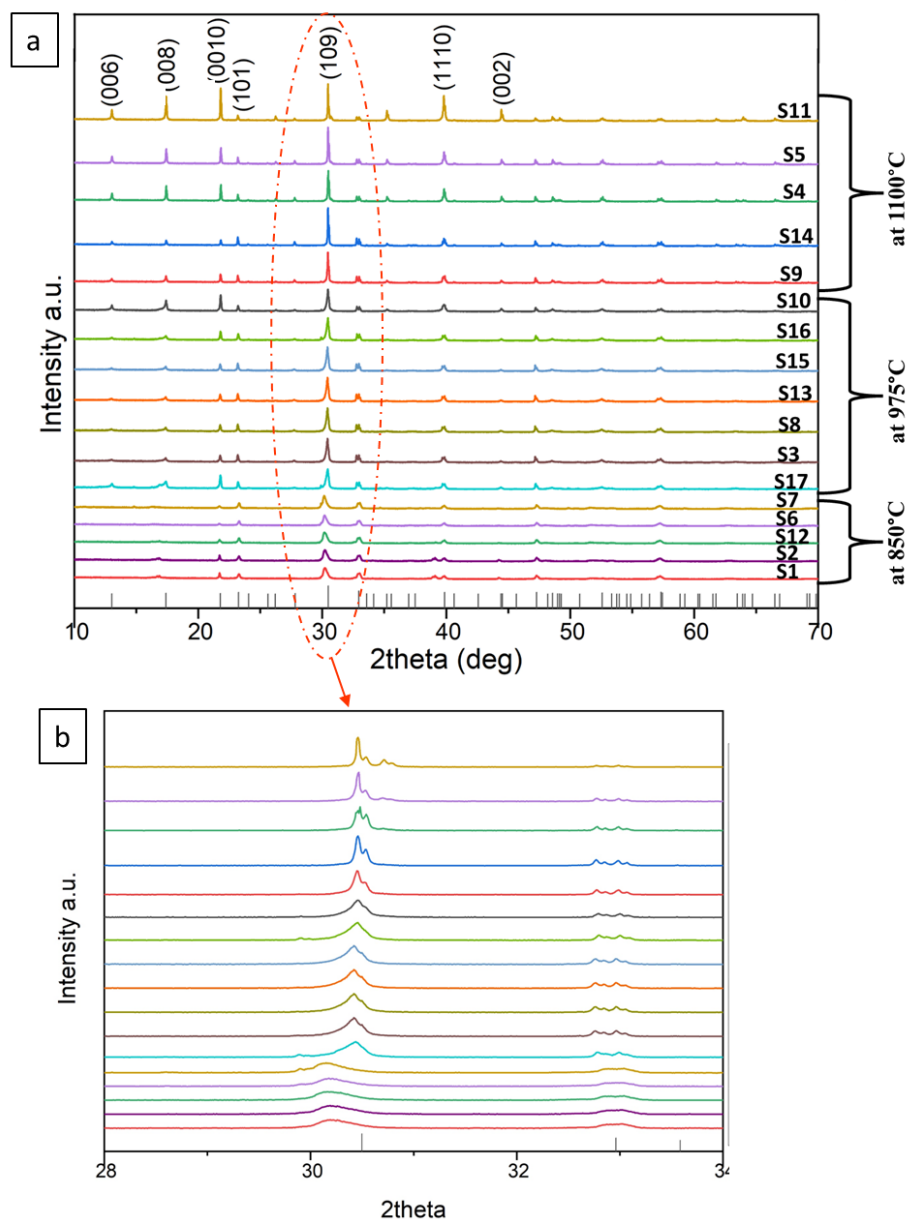 a
(006)
(008)
(0010)
(101)
(109)
(1110)
(002)
S11
S5
S4
S14
S9
S10
S16
S15
S13
S8
S3
S17
S7
S6
S12
S2
S1
at 1100°C
at 975°C
at 850°C
Intensity a.u.
10 20 30 40 50 60 70
2theta (deg)
b
Intensity a.u.
28 30 32 34
2theta